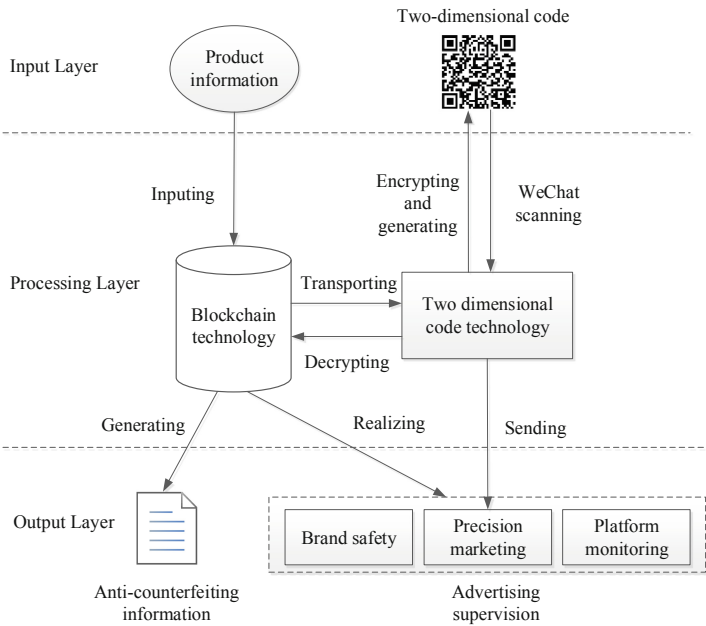 Two-dimensional code
Input Layer
Product
information
Inputing
Encrypting
and
generating
WeChat
scanning
Processing Layer
Blockchain
technology
Transporting
Decrypting
Two dimensional
code technology
Generating
Realizing
Sending
Output Layer
Brand safety
Precision
marketing
Platform
monitoring
Anti-counterfeiting
information
Advertising
supervision